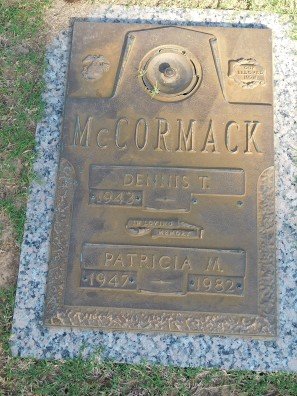 McCORMACK
DENNIS T.
1943
IN LOVING
MEMORY
PATRICIA M.
1947 1982